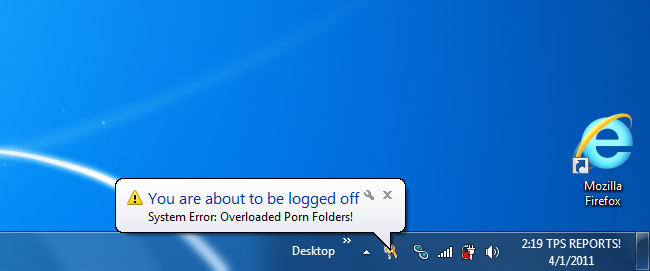 You are about to be logged off
System Error: Overloaded Porn Folders!
Mozilla
Firefox
Desktop
2:19 TPS REPORTS!
4/1/2011